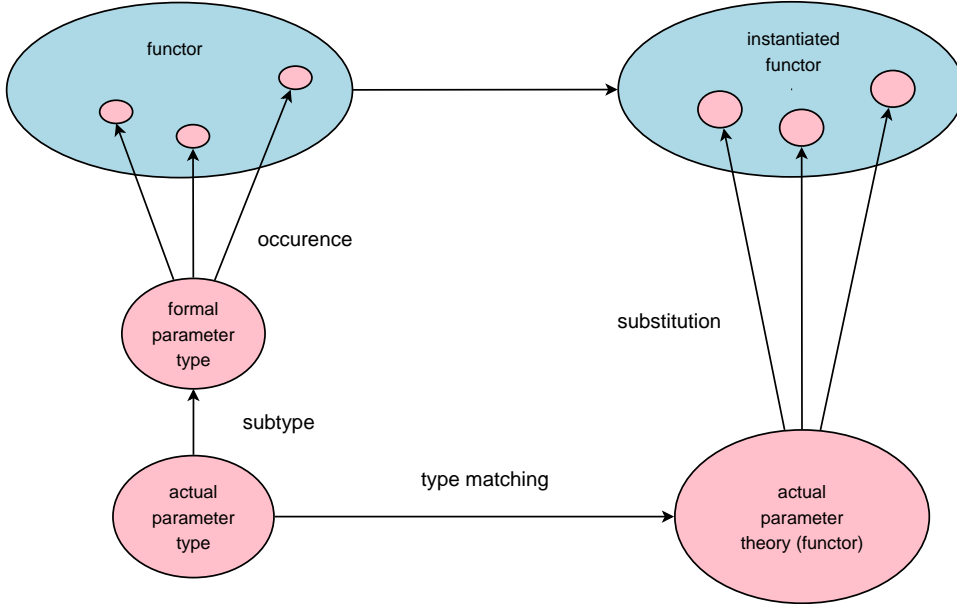 functor
instantiated
functor
.
occurence
formal
parameter
type
substitution
subtype
type matching
actual
parameter
type
actual
parameter
theory (functor)